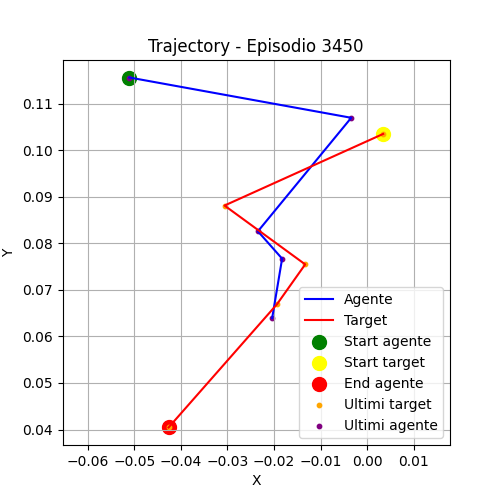 Trajectory - Episodio 3450
0.11
0.10
0.09
0.08
0.07
0.06
0.05
0.04
Y
−0.06 −0.05 −0.04 −0.03 −0.02 −0.01 0.00 0.01
X
Agente
Target
Start agente
Start target
End agente
Ultimi target
Ultimi agente